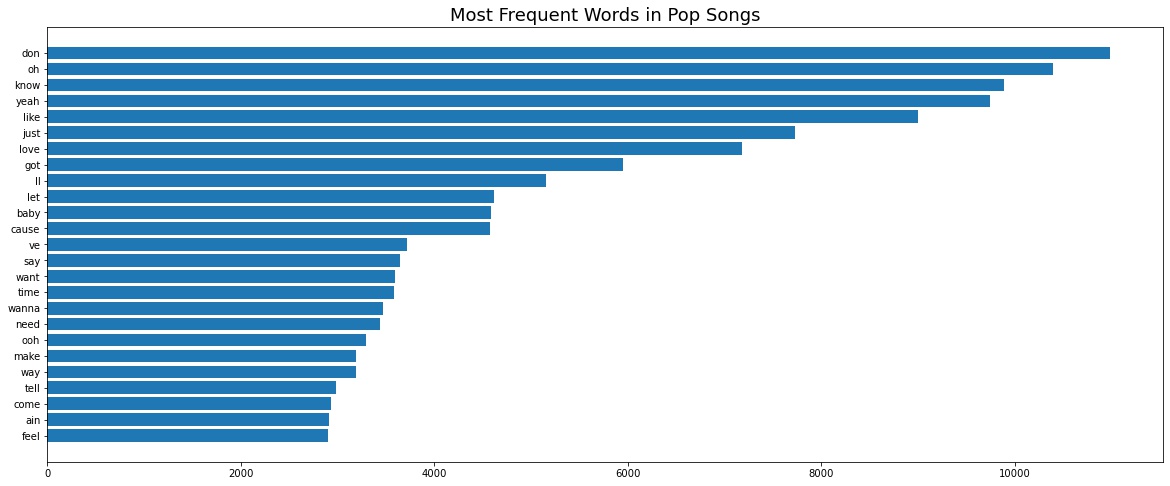 Most Frequent Words in Pop Songs
don
oh
know
yeah
like
just
love
got
ll
let
baby
cause
ve
say
want
time
wanna
need
ooh
make
way
tell
come
ain
feel
0 2000 4000 6000 8000 10000